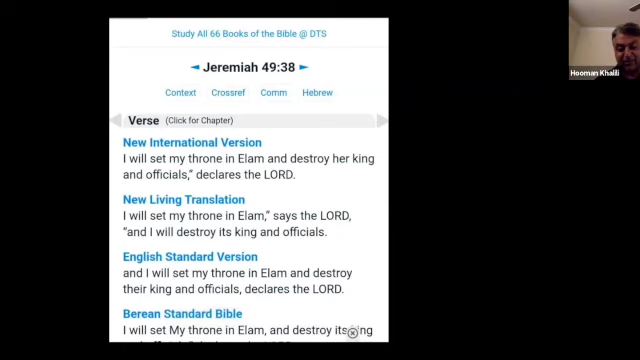 Study All 66 Books of the Bible @ DTS
Jeremiah 49:38
Context Crossref Comm Hebrew
Verse (Click for Chapter)
New International Version
I will set my throne in Elam and destroy her king
and officials,” declares the LORD.
New Living Translation
I will set my throne in Elam,” says the LORD,
“and I will destroy its king and officials.
English Standard Version
and I will set my throne in Elam and destroy
their king and officials, declares the LORD.
Berean Standard Bible
I will set My throne in Elam, and destroy its king
Hooman Khalili